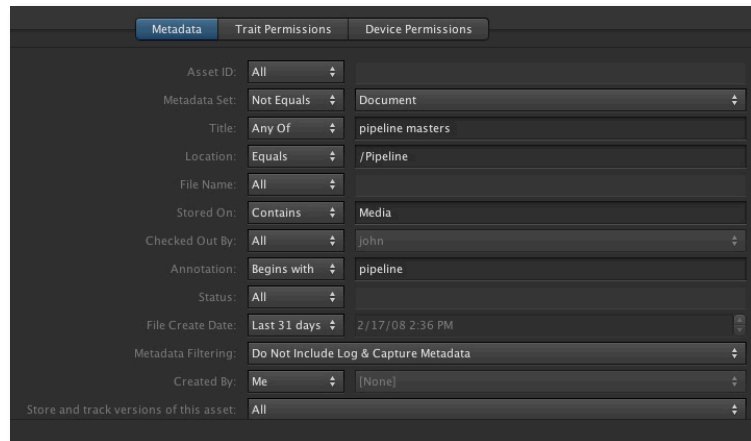 Metadata Trait Permissions Device Permissions
Asset ID: All
Metadata Set: Not Equals Document
Title: Any Of pipeline masters
Location: Equals /Pipeline
File Name: All
Stored On: Contains Media
Checked Out By: All john
Annotation: Begins with pipeline
Status: All
File Create Date: Last 31 days 2/17/08 2:36 PM
Metadata Filtering: Do Not Include Log & Capture Metadata
Created By: Me [None]
Store and track versions of this asset: All